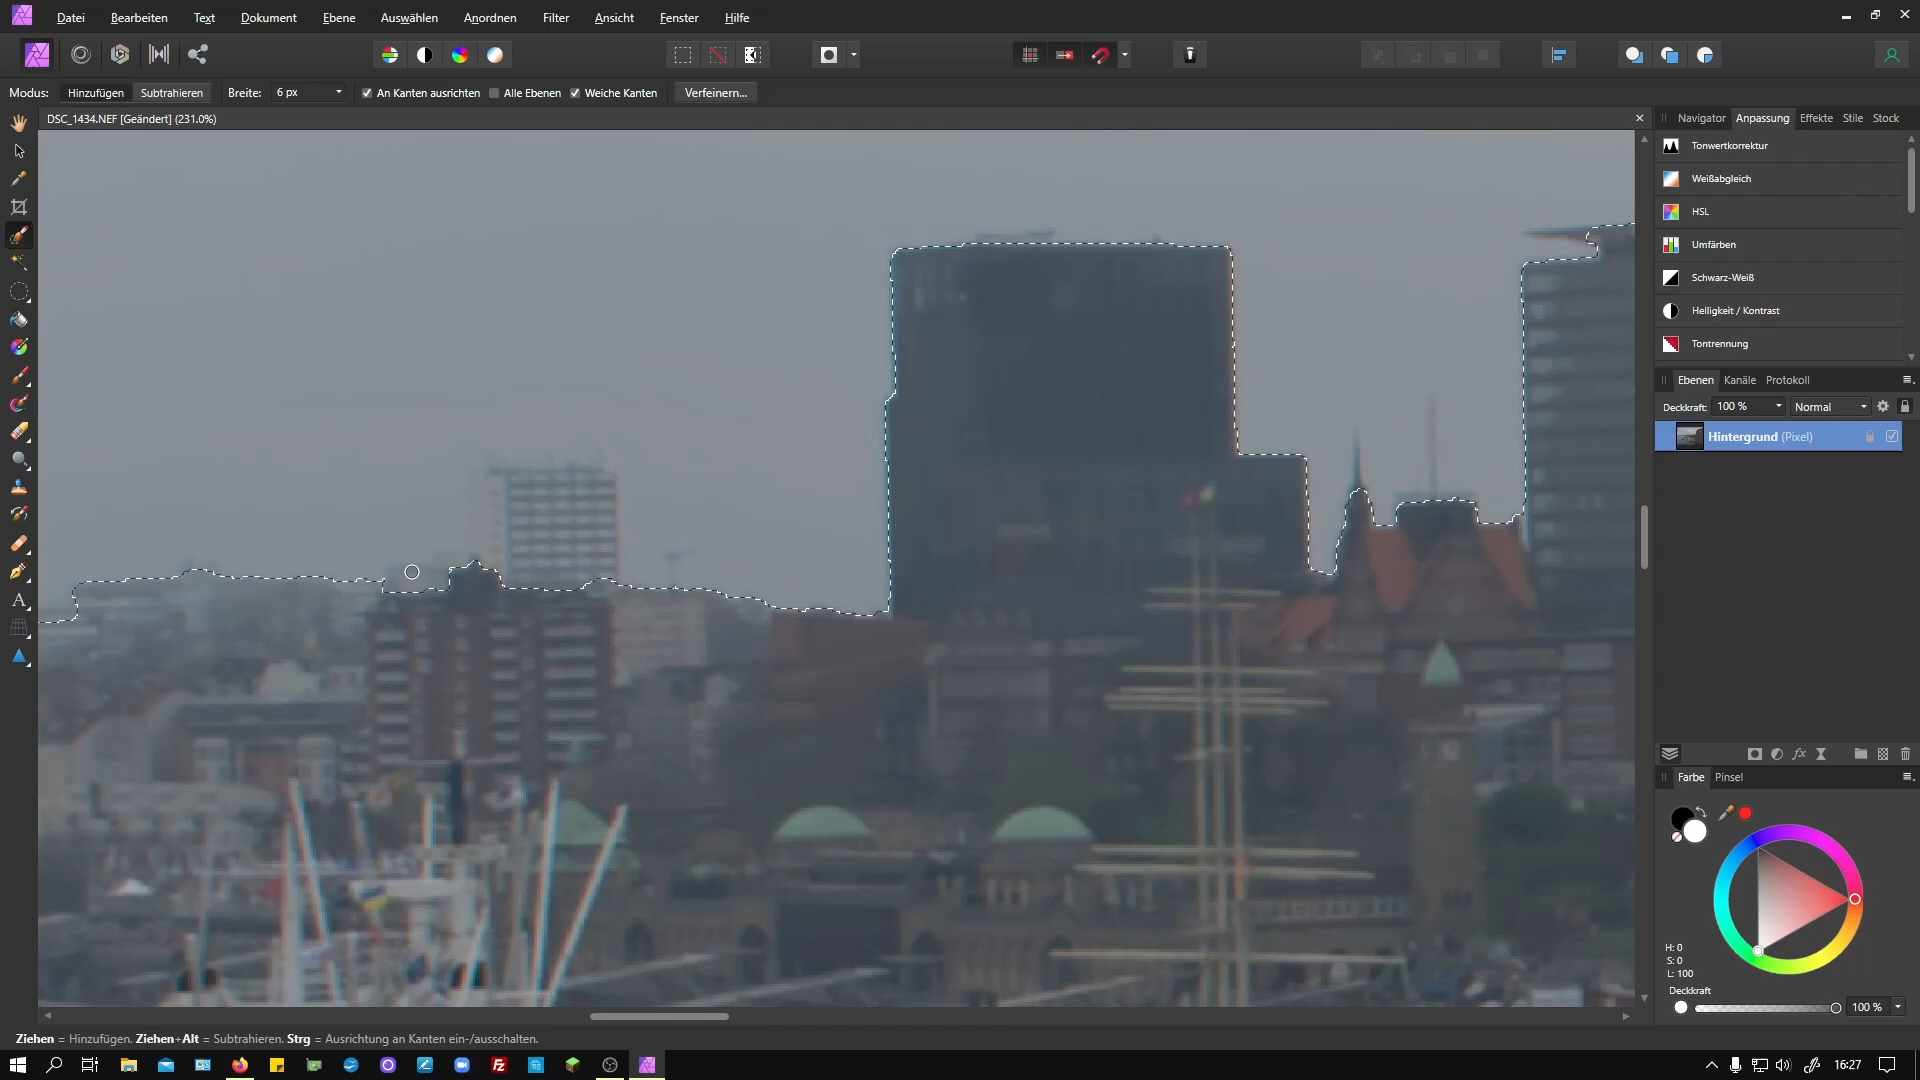 Datei Bearbeiten Text Dokument Ebene Auswählen Anordnen Filter Ansicht Fenster Hilfe
Modus: Hinzufügen Subtrahieren Breite: 6 px An Kanten ausrichten Alle Ebenen Weiche Kanten Verfeinern...
DSC_1434.NEF [Geändert] (231.0%)
Navigator Anpassung Effekte Stile Stock
Tonwertkorrektur
Weißabgleich
HSL
Umfärben
Schwarz-Weiß
Helligkeit / Kontrast
Tontrennung
Ebenen Kanäle Protokoll
Deckkraft: 100 % Normal
Hintergrund (Pixel)
Farbe Pinsel
H: 0
S: 0
L: 100
Deckkraft
100 %
Ziehen = Hinzufügen. Ziehen+Alt = Subtrahieren. Strg = Ausrichtung an Kanten ein-/ausschalten.
16:27